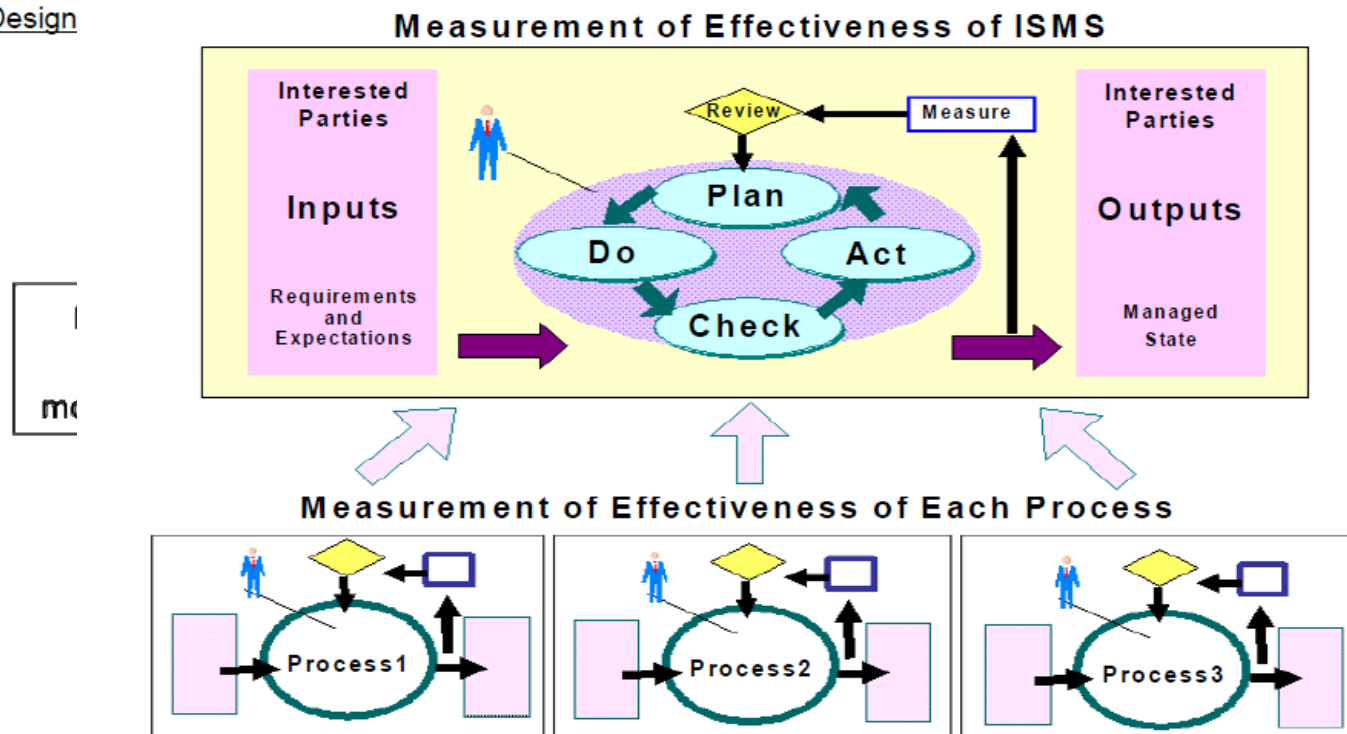 Design
Measurement of Effectiveness of ISMS
Interested
Parties
Inputs
Requirements
and
Expectations
Review
Measure
Plan
Do
Act
Check
Interested
Parties
Outputs
Managed
State
Measurement of Effectiveness of Each Process
Process1
Process2
Process3